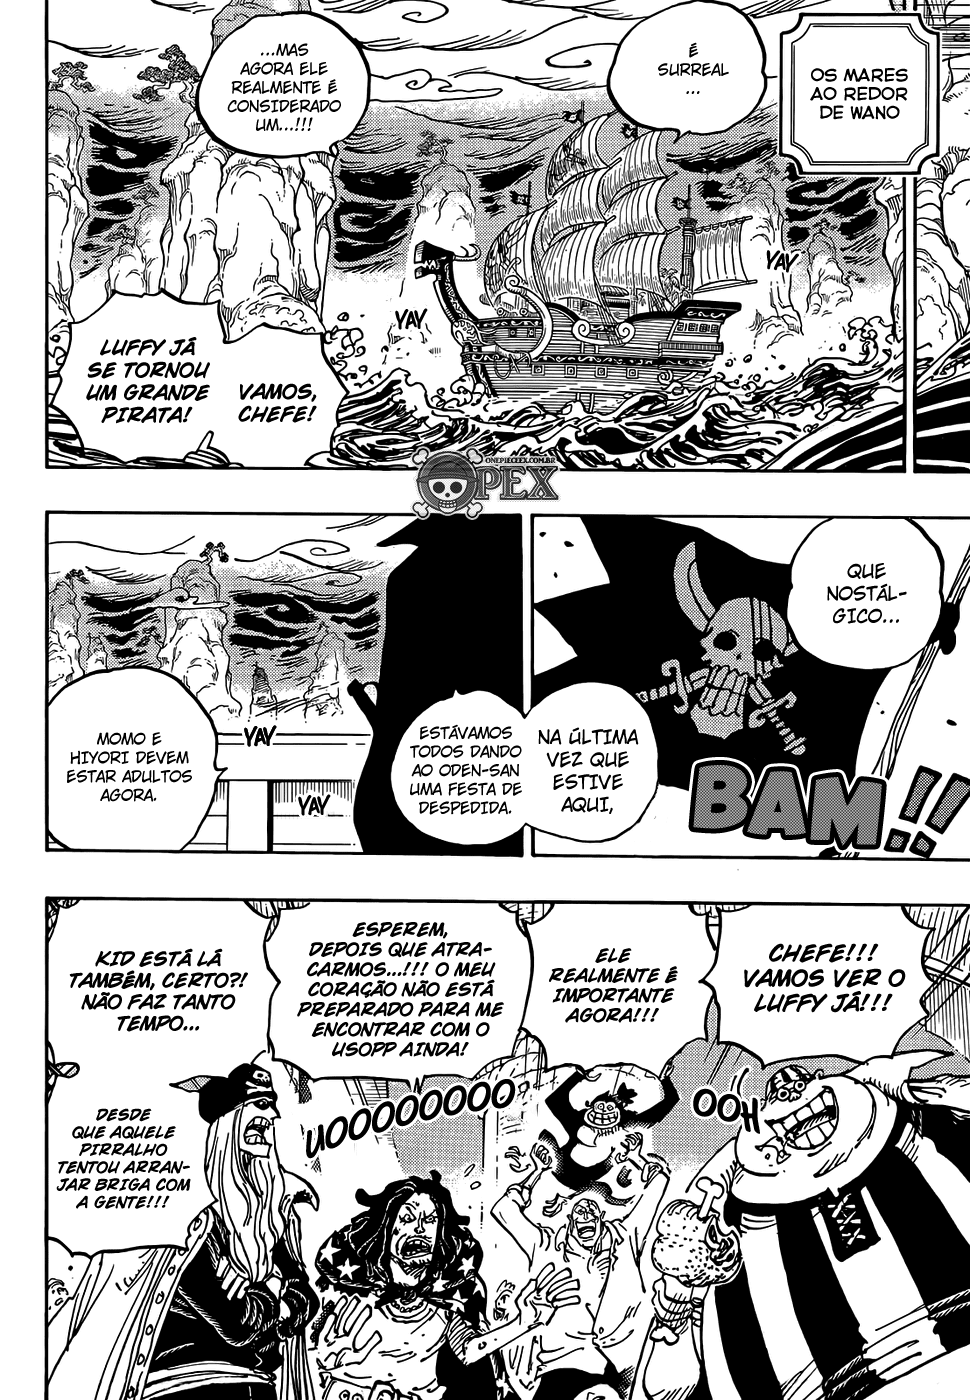 OS MARES
AO REDOR
DE WANO
É
SURREAL
...
...MAS
AGORA ELE
REALMENTE É
CONSIDERADO
UM...!!!
YAY
YAY
VAMOS,
CHEFE!
LUFFY JÁ
SE TORNOU
UM GRANDE
PIRATA!
ONEPIECEEX.COM.BR
OPEX
QUE
NOSTÁL-
GICO...
NA ÚLTIMA
VEZ QUE
ESTIVE
AQUI,
BAM!!
ESTÁVAMOS
TODOS DANDO
AO ODEN-SAN
UMA FESTA DE
DESPEDIDA.
YAY
YAY
MOMO E
HIYORI DEVEM
ESTAR ADULTOS
AGORA.
CHEFE!!!
VAMOS VER O
LUFFY JÁ!!!
ELE
REALMENTE É
IMPORTANTE
AGORA!!!
ESPEREM,
DEPOIS QUE ATRA-
CARMOS...!!! O MEU
CORAÇÃO NÃO ESTÁ
PREPARADO PARA ME
ENCONTRAR COM O
USOPP AINDA!
KID ESTÁ LÁ
TAMBÉM, CERTO?!
NÃO FAZ TANTO
TEMPO...
OOH
UOOOOOOOO
DESDE
QUE AQUELE
PIRRALHO
TENTOU ARRAN-
JAR BRIGA COM
A GENTE!!!